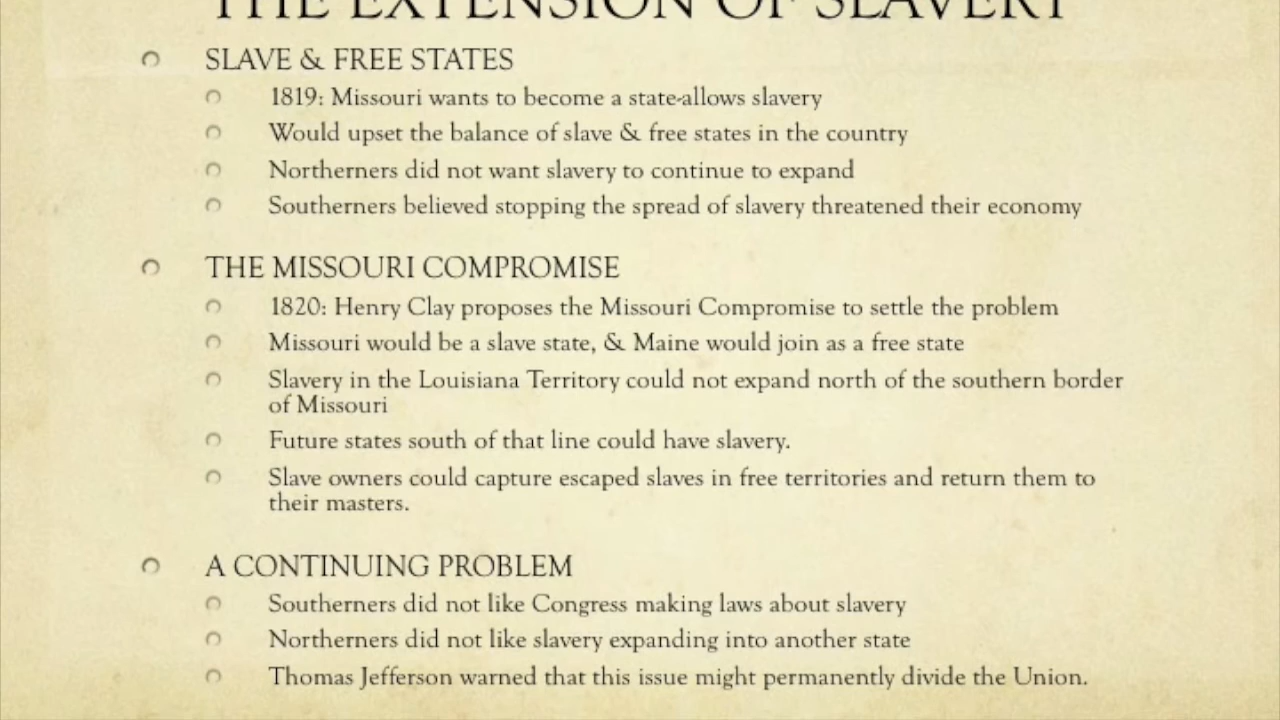 THE EXTENSION OF SLAVERY
SLAVE & FREE STATES
1819: Missouri wants to become a state-allows slavery
Would upset the balance of slave & free states in the country
Northerners did not want slavery to continue to expand
Southerners believed stopping the spread of slavery threatened their economy
THE MISSOURI COMPROMISE
1820: Henry Clay proposes the Missouri Compromise to settle the problem
Missouri would be a slave state, & Maine would join as a free state
Slavery in the Louisiana Territory could not expand north of the southern border
of Missouri
Future states south of that line could have slavery.
Slave owners could capture escaped slaves in free territories and return them to
their masters.
A CONTINUING PROBLEM
Southerners did not like Congress making laws about slavery
Northerners did not like slavery expanding into another state
Thomas Jefferson warned that this issue might permanently divide the Union.